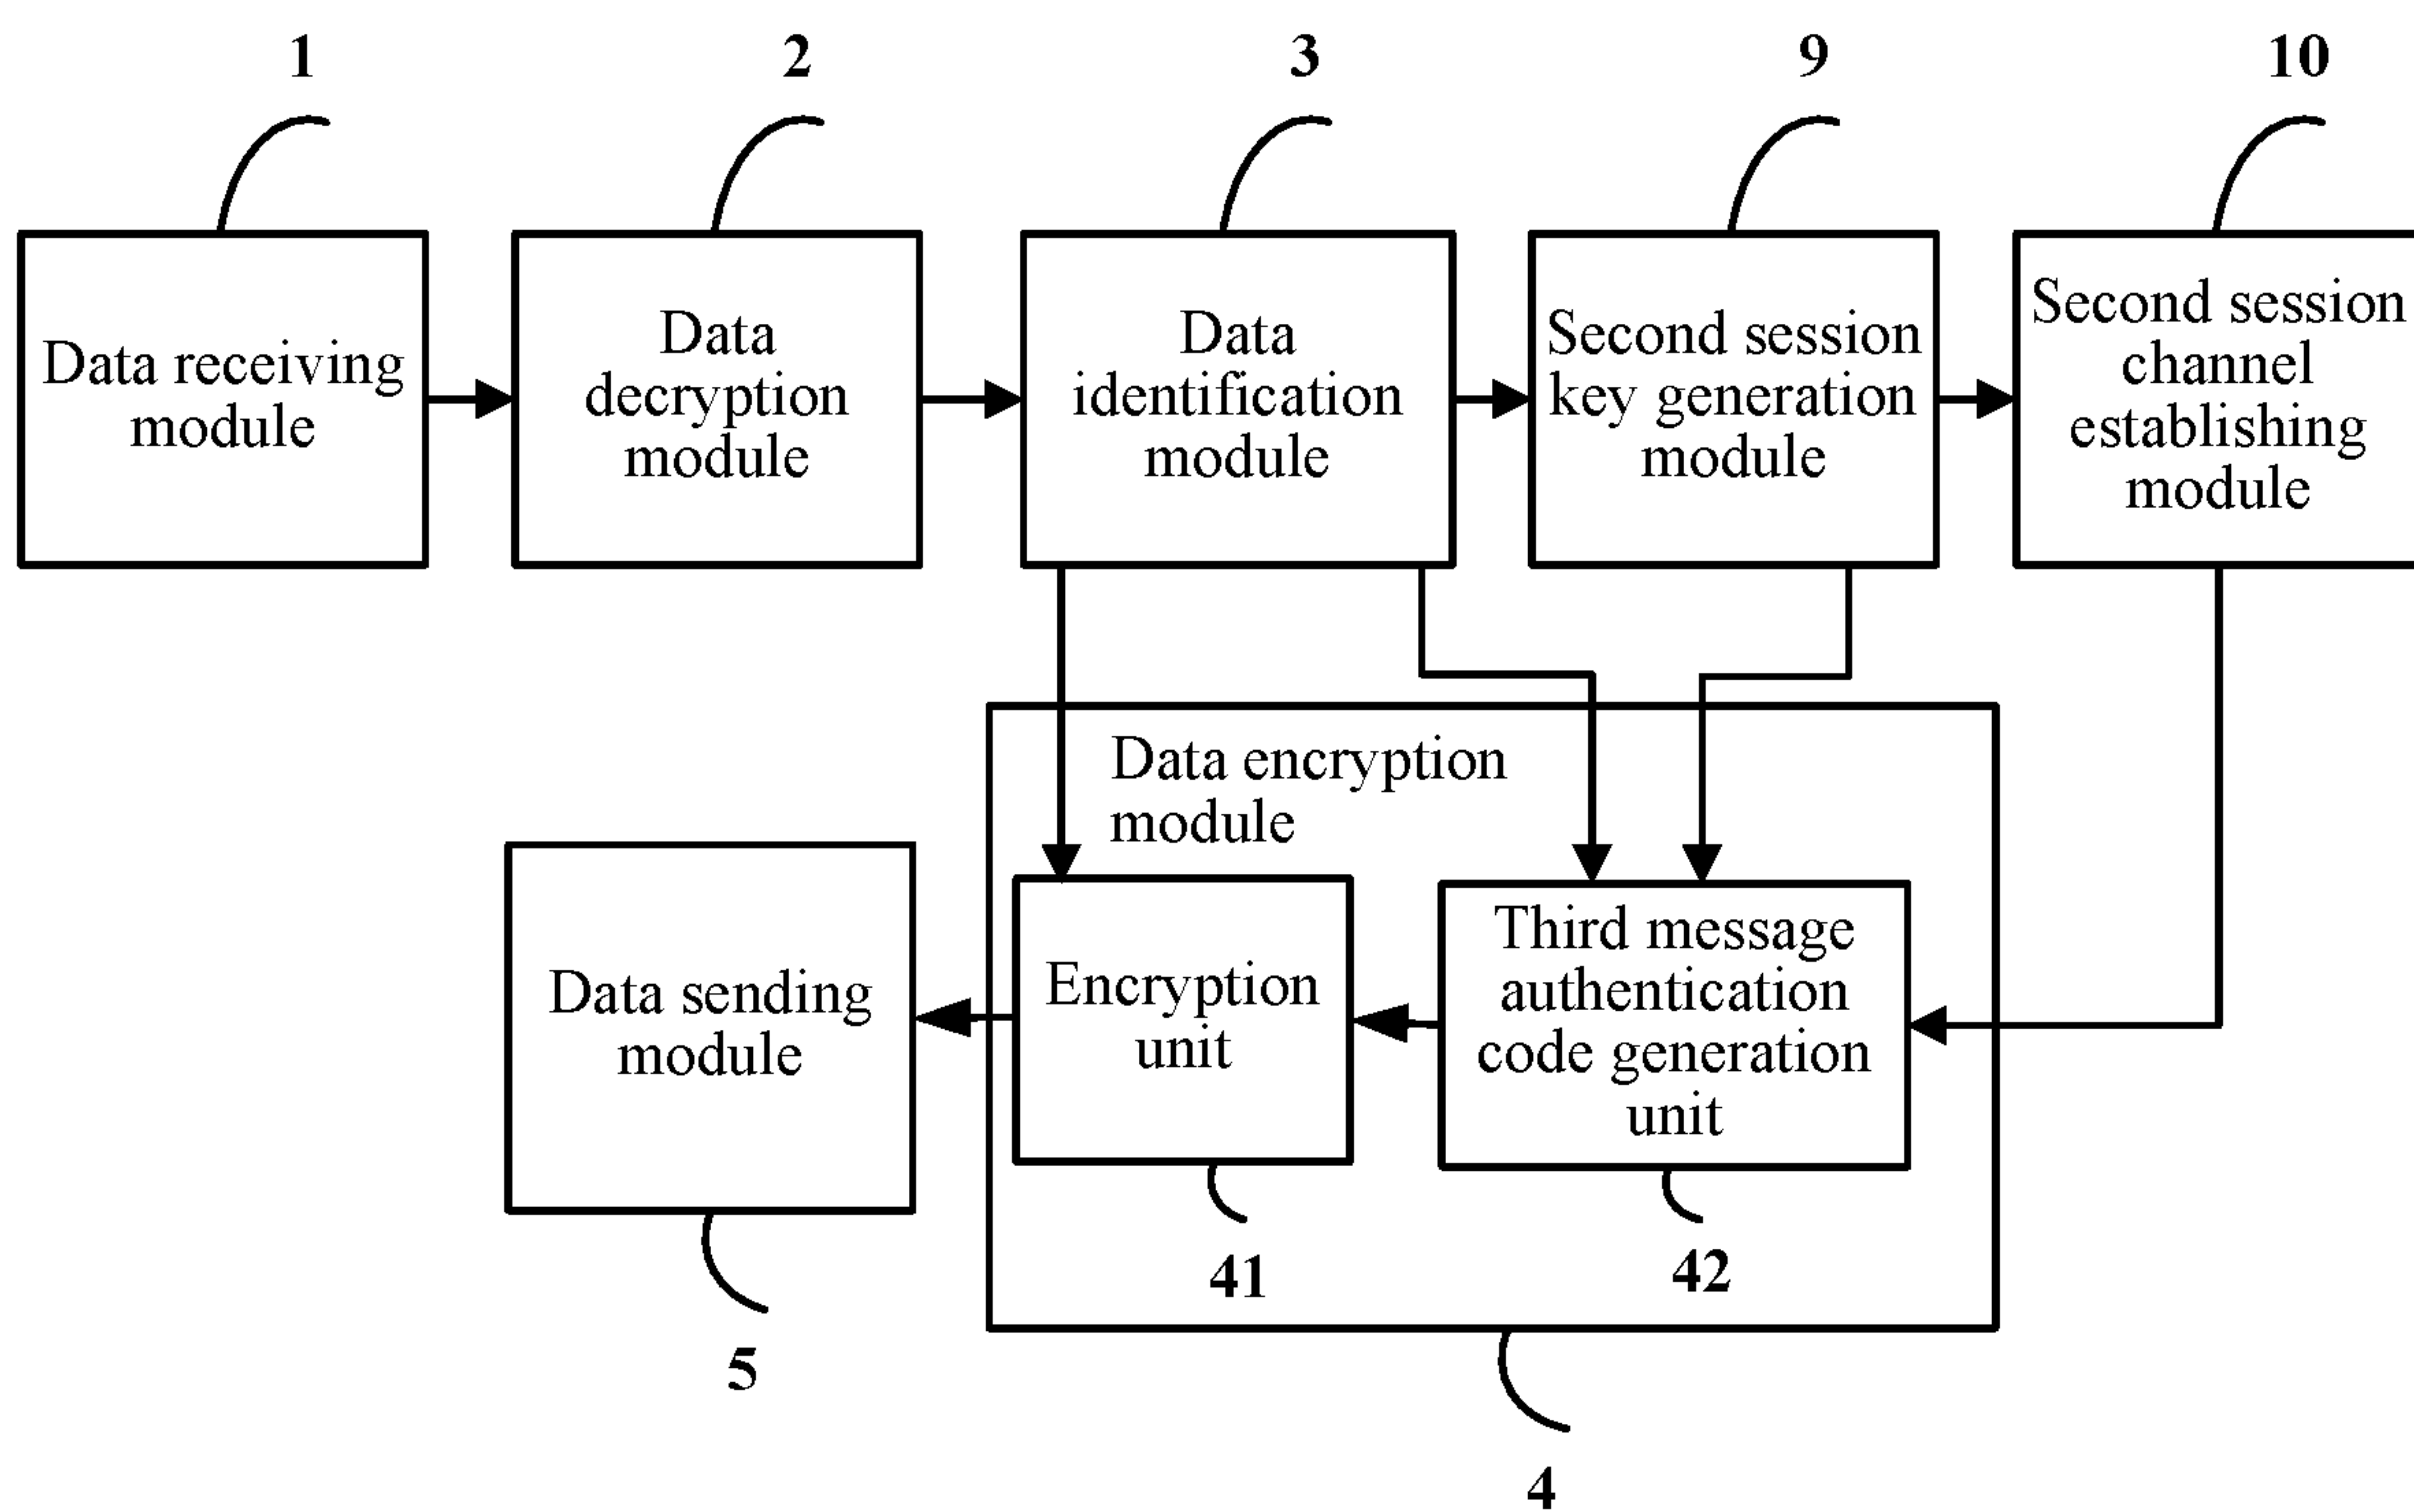 1
2
3
9
10
Data receiving
module
Data
decryption
module
Data
identification
module
Second session
key generation
module
Second session
channel
establishing
module
Data encryption
module
Data sending
module
Encryption
unit
Third message
authentication
code generation
unit
41
42
5
4